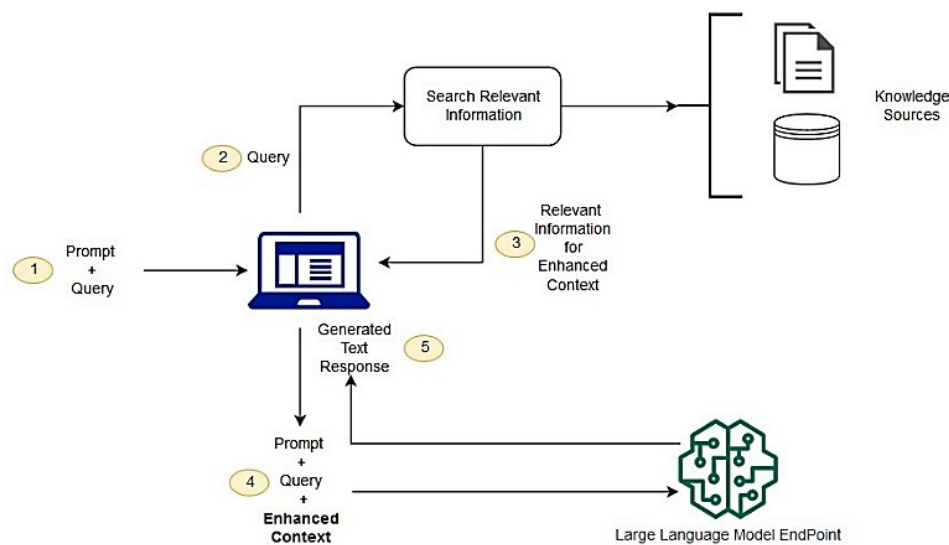 Search Relevant
Information
Knowledge
Sources
2
Query
3
Relevant
Information
for
Enhanced
Context
1
Prompt
+
Query
Generated
Text
Response
5
4
Prompt
+
Query
+
Enhanced
Context
Large Language Model EndPoint